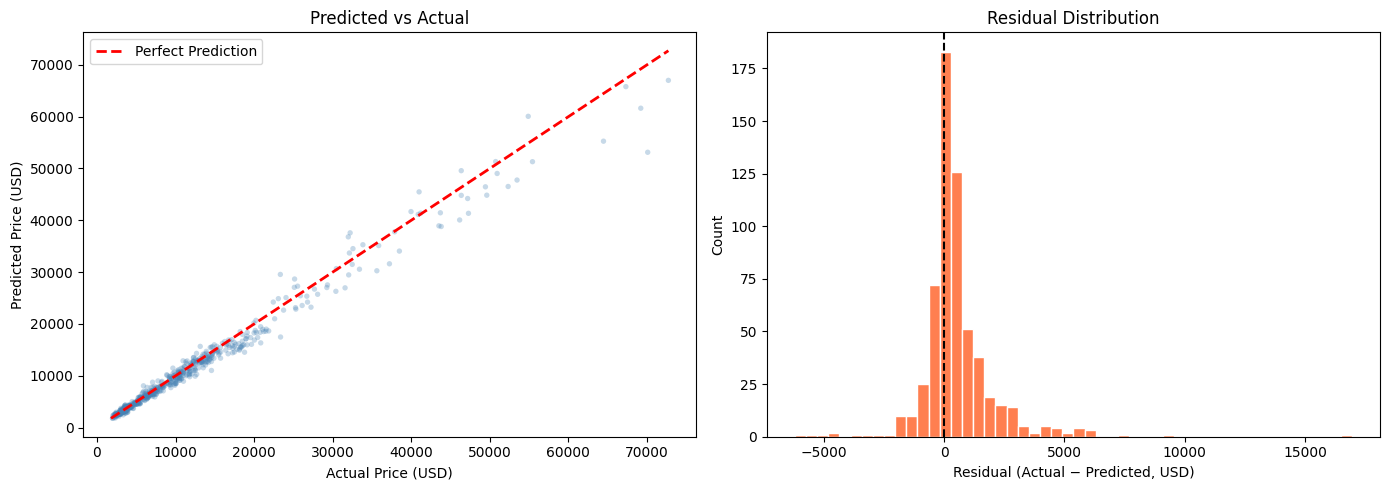 Predicted vs Actual
Perfect Prediction
70000
60000
50000
40000
30000
20000
10000
0
Predicted Price (USD)
0 10000 20000 30000 40000 50000 60000 70000
Actual Price (USD)
Residual Distribution
175
150
125
100
75
50
25
0
Count
−5000 0 5000 10000 15000
Residual (Actual − Predicted, USD)